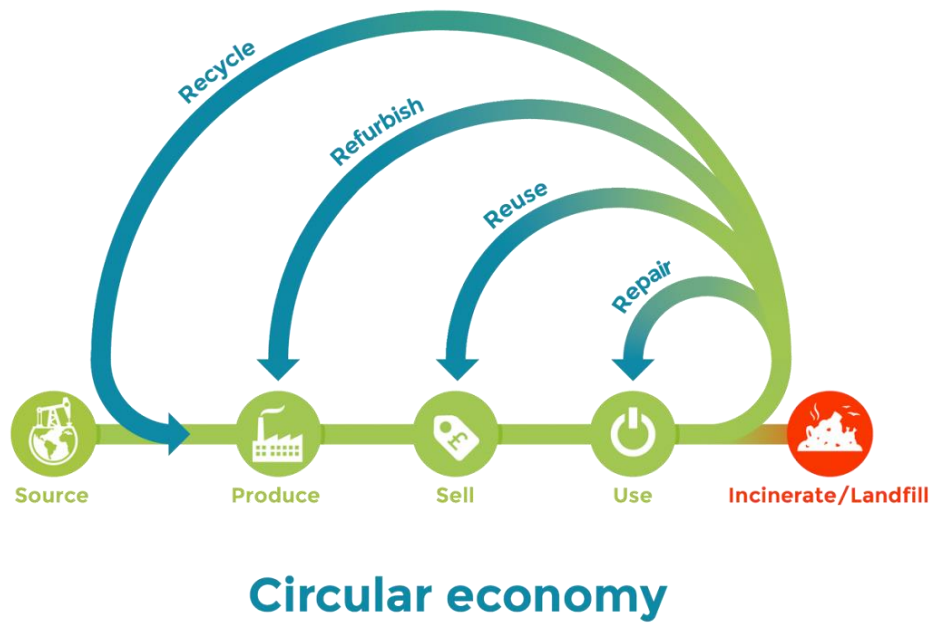 Recycle
Refurbish
Reuse
Repair
£
Source
Produce
Sell
Use
Incinerate/Landfill
Circular economy